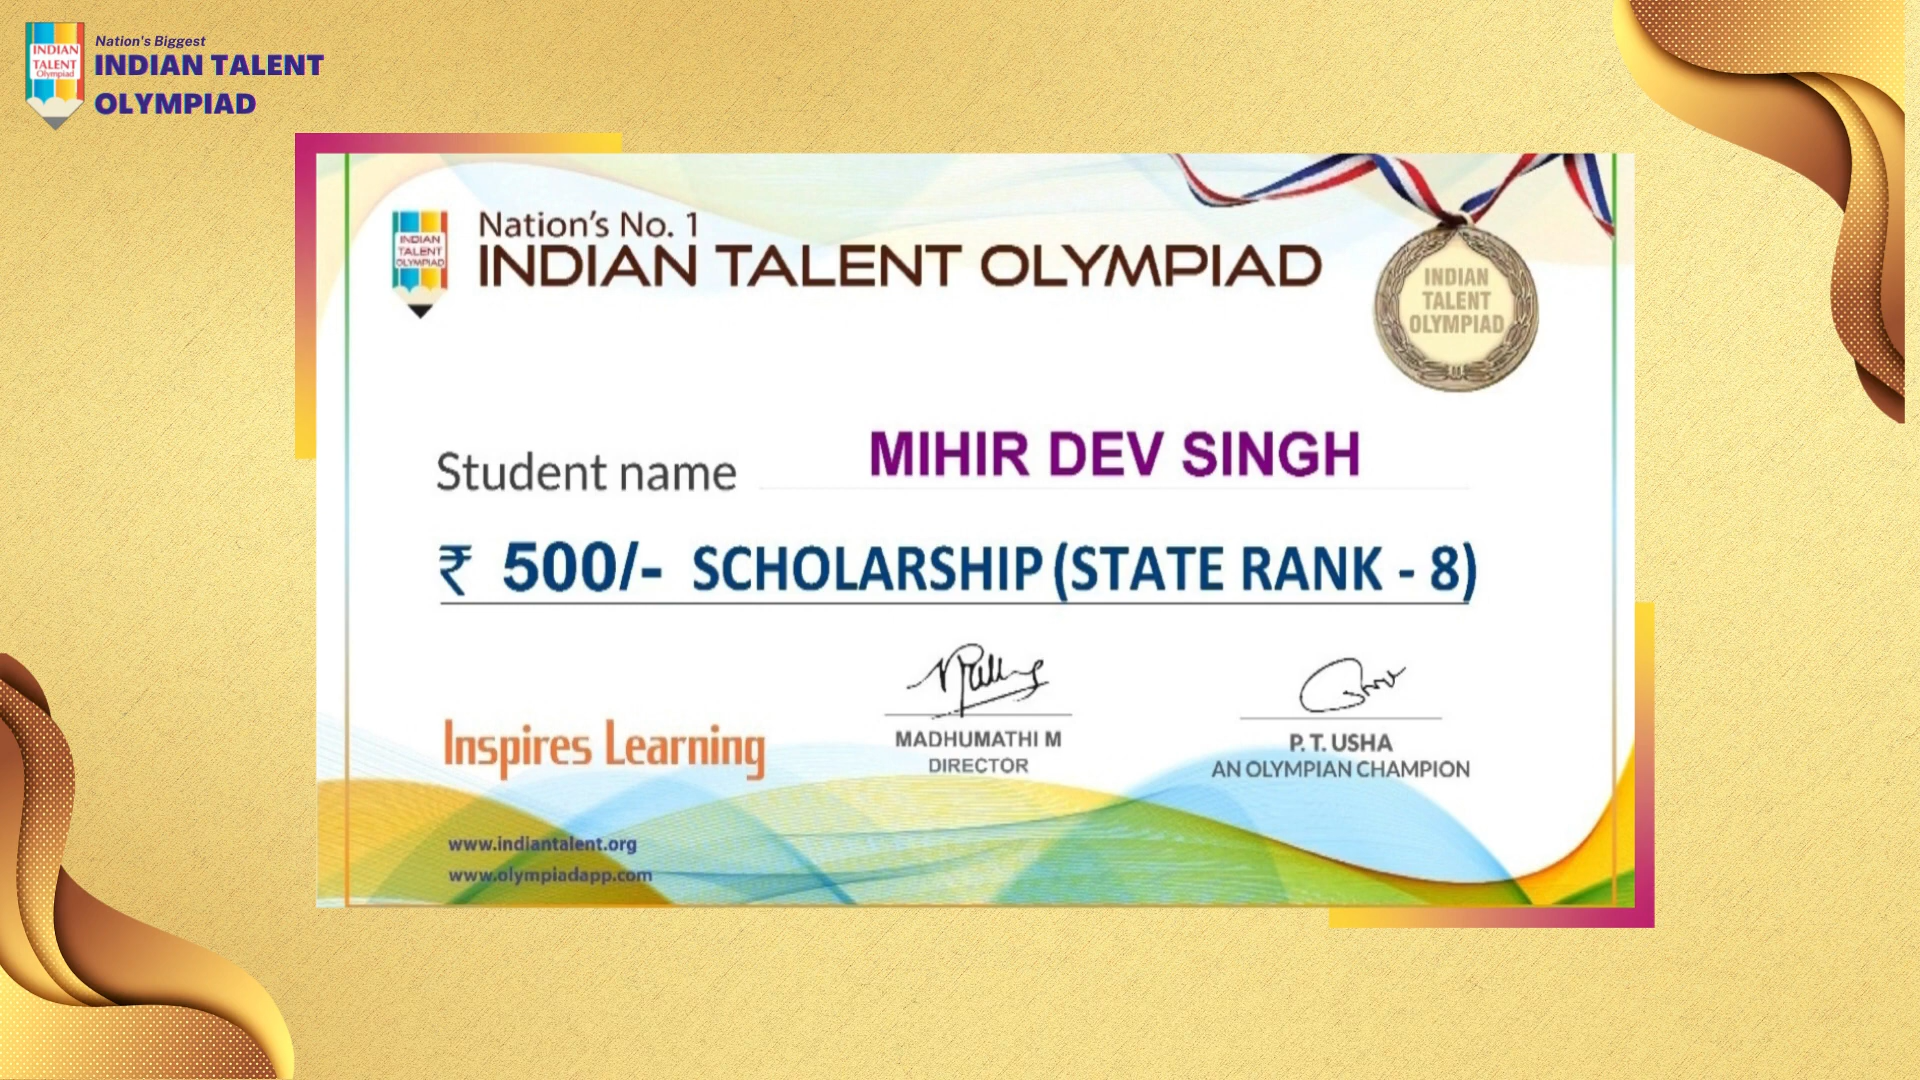 INDIAN
TALENT
Olympiad
Nation's Biggest
INDIAN TALENT
OLYMPIAD
INDIAN
TALENT
OLYMPIAD
Nation's No. 1
INDIAN TALENT OLYMPIAD
INDIAN
TALENT
OLYMPIAD
Student name MIHIR DEV SINGH
₹ 500/- SCHOLARSHIP (STATE RANK - 8)
Inspires Learning
MADHUMATHI M
DIRECTOR
P. T. USHA
AN OLYMPIAN CHAMPION
www.indiantalent.org
www.olympiadapp.com